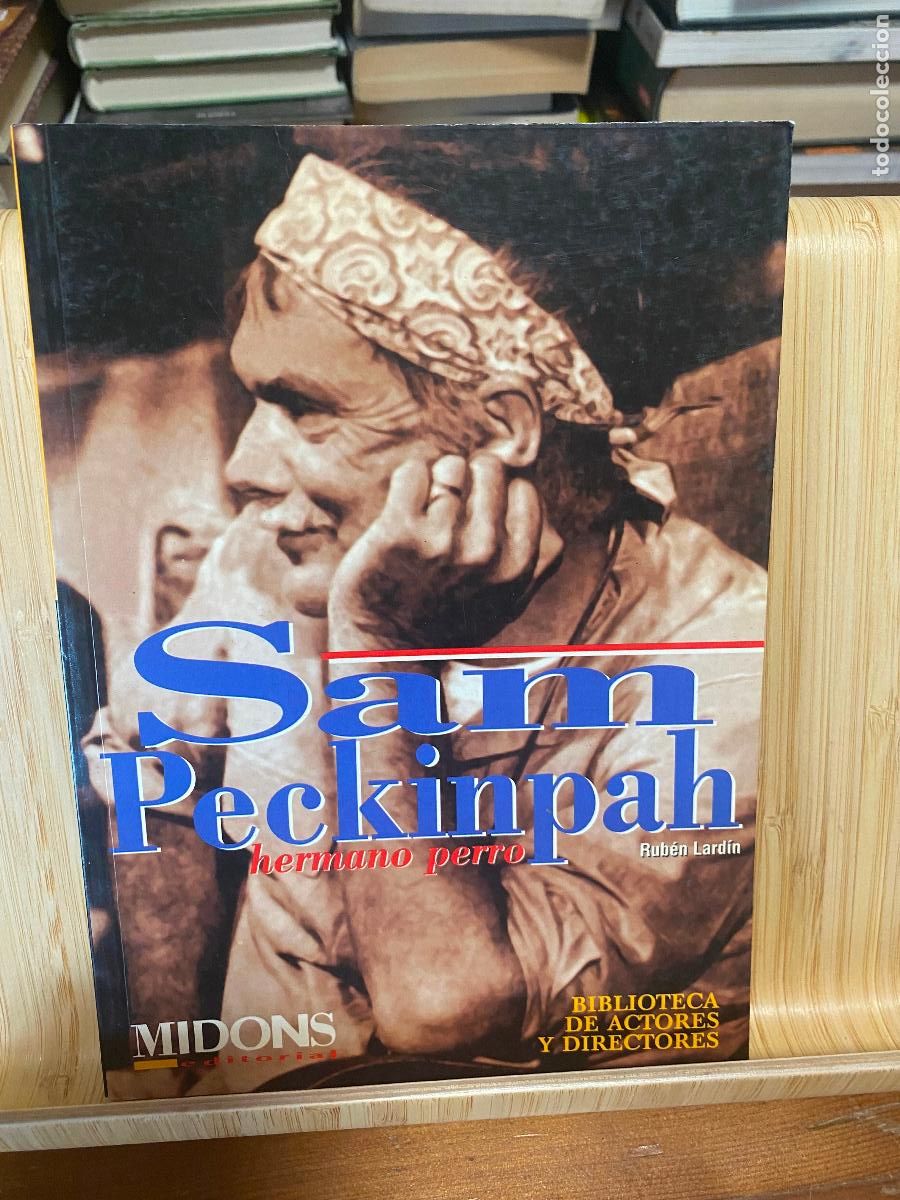 todocoleccion
Sam
Peckinpah
hermano perro
Rubén Lardín
MIDONS
editorial
BIBLIOTECA
DE ACTORES
Y DIRECTORES